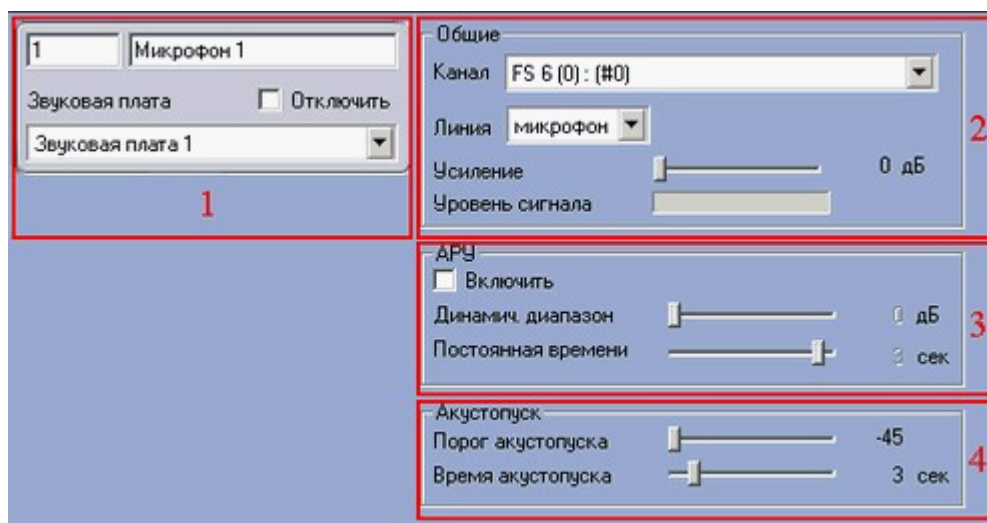 1 Микрофон 1
Звуковая плата Отключить
Звуковая плата 1
1
Общие
Канал FS 6 (0) : (#0)
Линия микрофон
Усиление 0 дБ
Уровень сигнала
2
АРУ
Включить
Динамич. диапазон 0 дБ
Постоянная времени 3 сек
3
Акустопуск
Порог акустопуска -45
Время акустопуска 3 сек
4